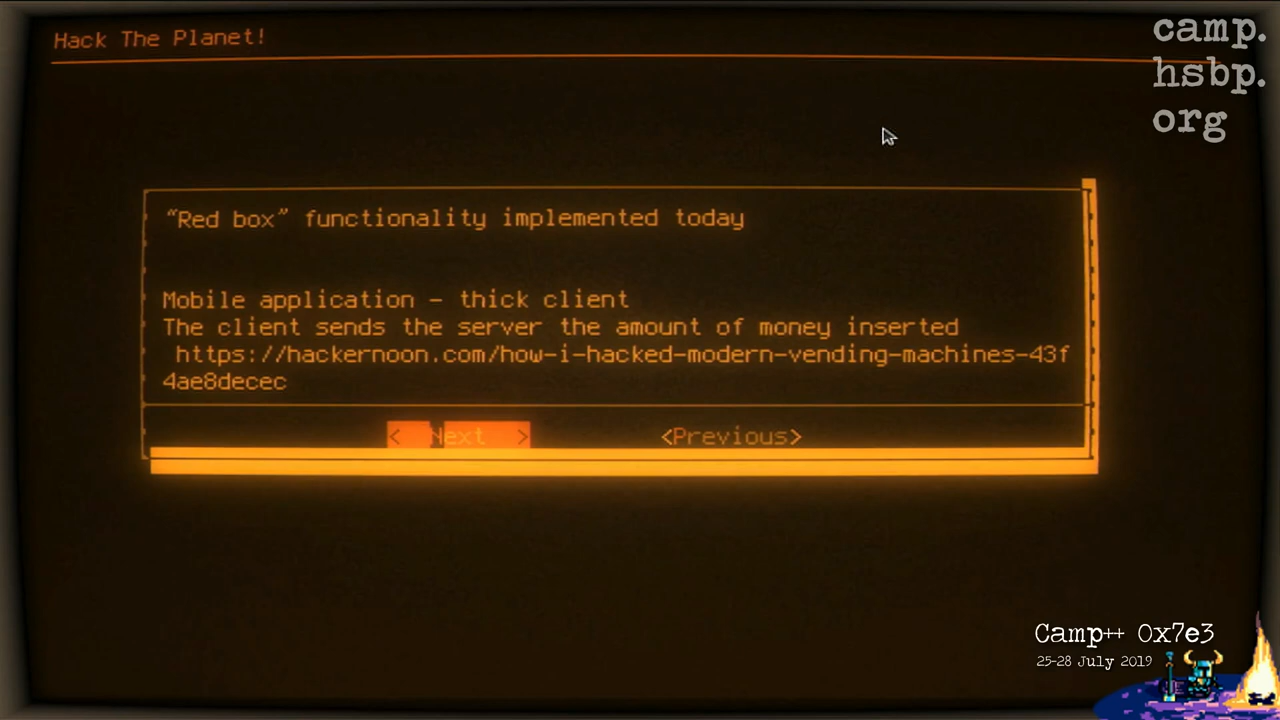 Hack The Planet!
camp.
hsbp.
org
“Red box” functionality implemented today
Mobile application – thick client
The client sends the server the amount of money inserted
https://hackernoon.com/how-i-hacked-modern-vending-machines-43f
4ae8decec
< Next > <Previous>
Camp++ 0x7e3
25-28 July 2019